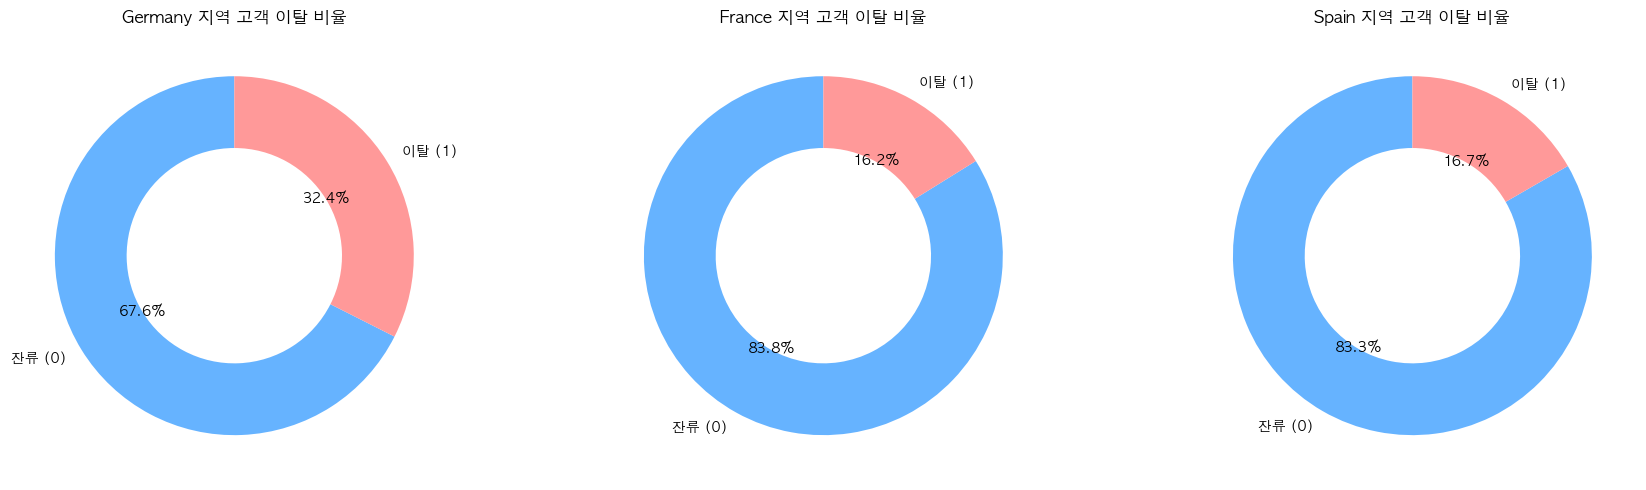 Germany 지역 고객 이탈 비율
이탈 (1)
32.4%
67.6%
잔류 (0)
France 지역 고객 이탈 비율
이탈 (1)
16.2%
83.8%
잔류 (0)
Spain 지역 고객 이탈 비율
이탈 (1)
16.7%
83.3%
잔류 (0)